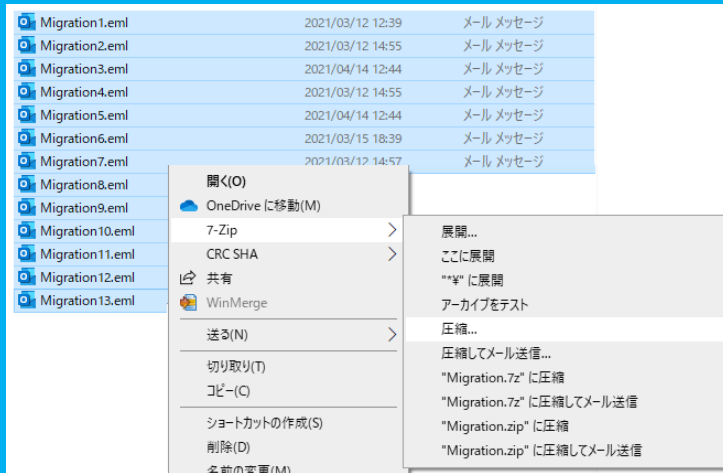 Migration1.eml 2021/03/12 12:39 メール メッセージ
Migration2.eml 2021/03/12 14:55 メール メッセージ
Migration3.eml 2021/04/14 12:44 メール メッセージ
Migration4.eml 2021/03/12 14:55 メール メッセージ
Migration5.eml 2021/04/14 12:44 メール メッセージ
Migration6.eml 2021/03/15 18:39 メール メッセージ
Migration7.eml 2021/03/12 14:57 メール メッセージ
Migration8.eml
Migration9.eml
Migration10.eml
Migration11.eml
Migration12.eml
Migration13.eml
開く(O)
OneDrive に移動(M)
7-Zip
CRC SHA
共有
WinMerge
送る(N)
切り取り(T)
コピー(C)
ショートカットの作成(S)
削除(D)
名前の変更(M)
展開...
ここに展開
"*¥" に展開
アーカイブをテスト
圧縮...
圧縮してメール送信...
"Migration.7z" に圧縮
"Migration.7z" に圧縮してメール送信
"Migration.zip" に圧縮
"Migration.zip" に圧縮してメール送信